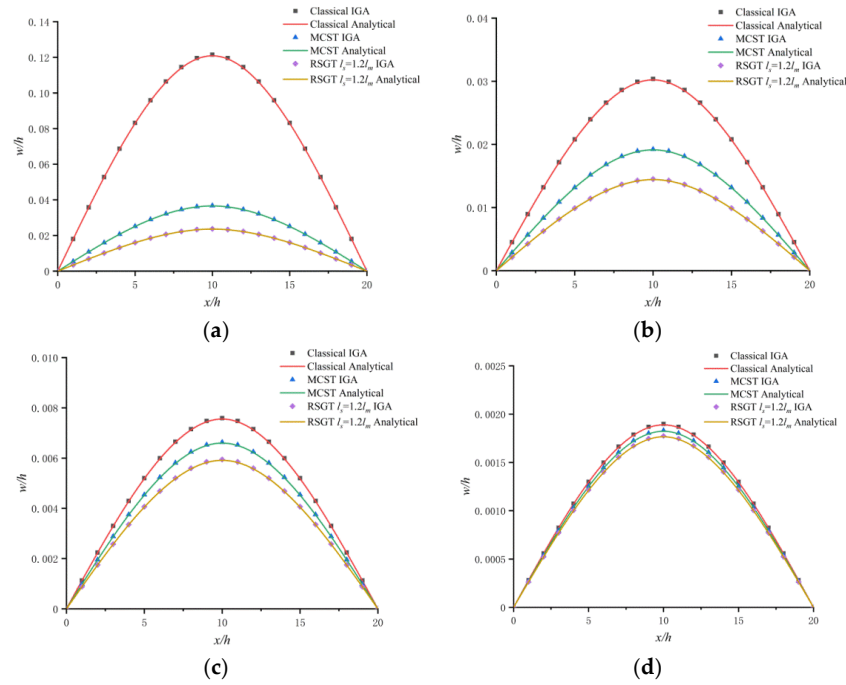 Classical IGA
Classical Analytical
MCST IGA
MCST Analytical
RSGT lₛ=1.2lₘ IGA
RSGT lₛ=1.2lₘ Analytical
0.14
0.12
0.10
0.08
0.06
0.04
0.02
0.00
w/h
0 5 10 15 20
x/h
(a)
Classical IGA
Classical Analytical
MCST IGA
MCST Analytical
RSGT lₛ=1.2lₘ IGA
RSGT lₛ=1.2lₘ Analytical
0.04
0.03
0.02
0.01
0
w/h
0 5 10 15 20
x/h
(b)
Classical IGA
Classical Analytical
MCST IGA
MCST Analytical
RSGT lₛ=1.2lₘ IGA
RSGT lₛ=1.2lₘ Analytical
0.010
0.008
0.006
0.004
0.002
0
w/h
0 5 10 15 20
x/h
(c)
Classical IGA
Classical Analytical
MCST IGA
MCST Analytical
RSGT lₛ=1.2lₘ IGA
RSGT lₛ=1.2lₘ Analytical
0.0025
0.0020
0.0015
0.0010
0.0005
0
w/h
0 5 10 15 20
x/h
(d)